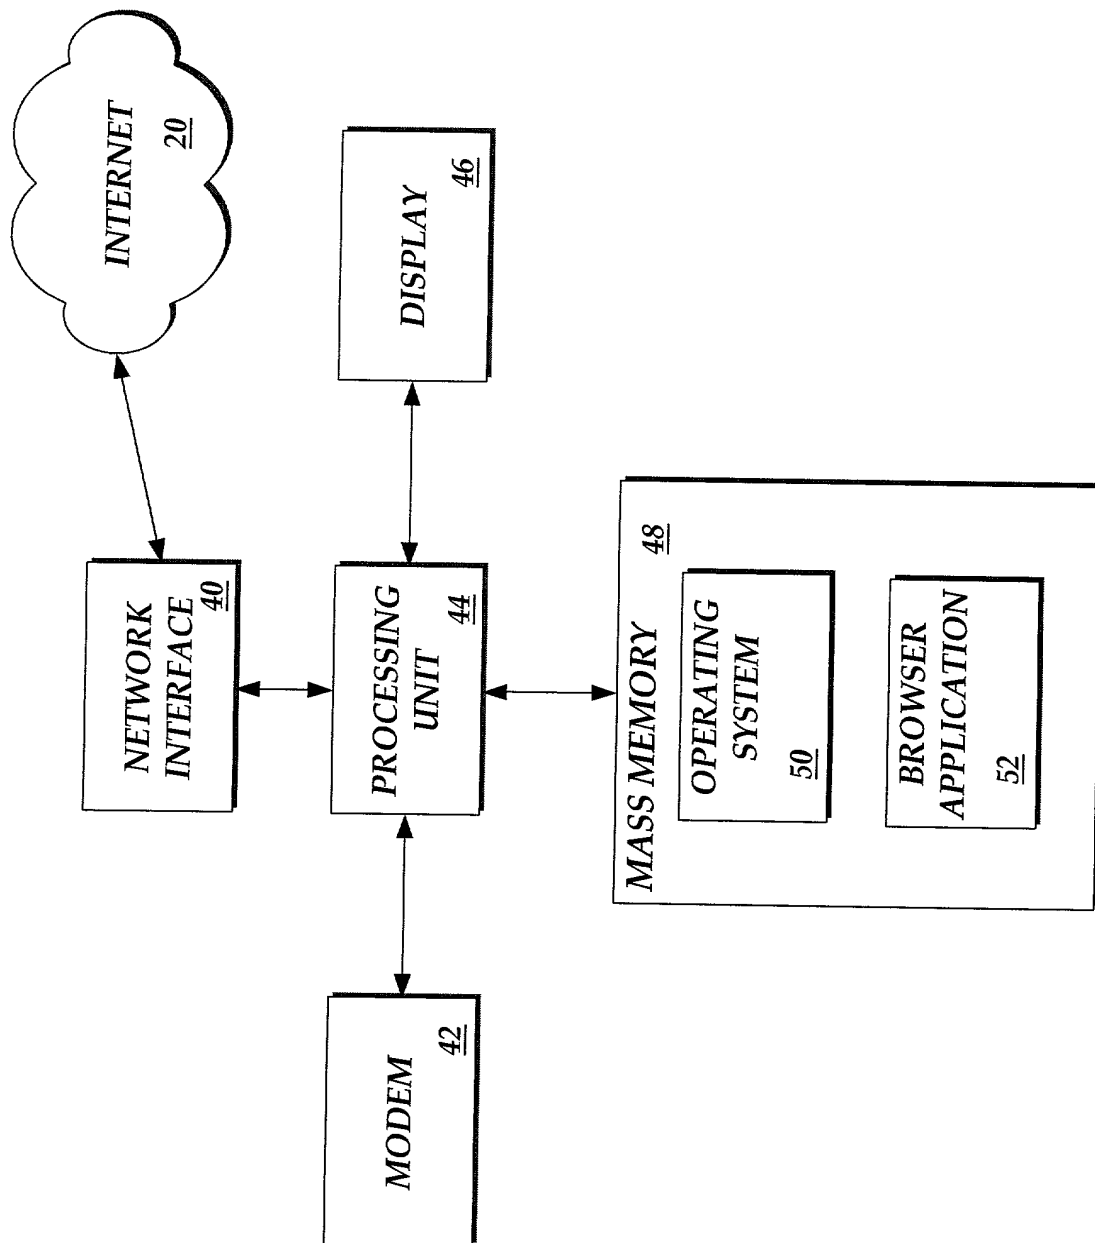 INTERNET
20
NETWORK
INTERFACE
40
DISPLAY
46
PROCESSING
UNIT
44
MODEM
42
MASS MEMORY
48
OPERATING
SYSTEM
50
BROWSER
APPLICATION
52